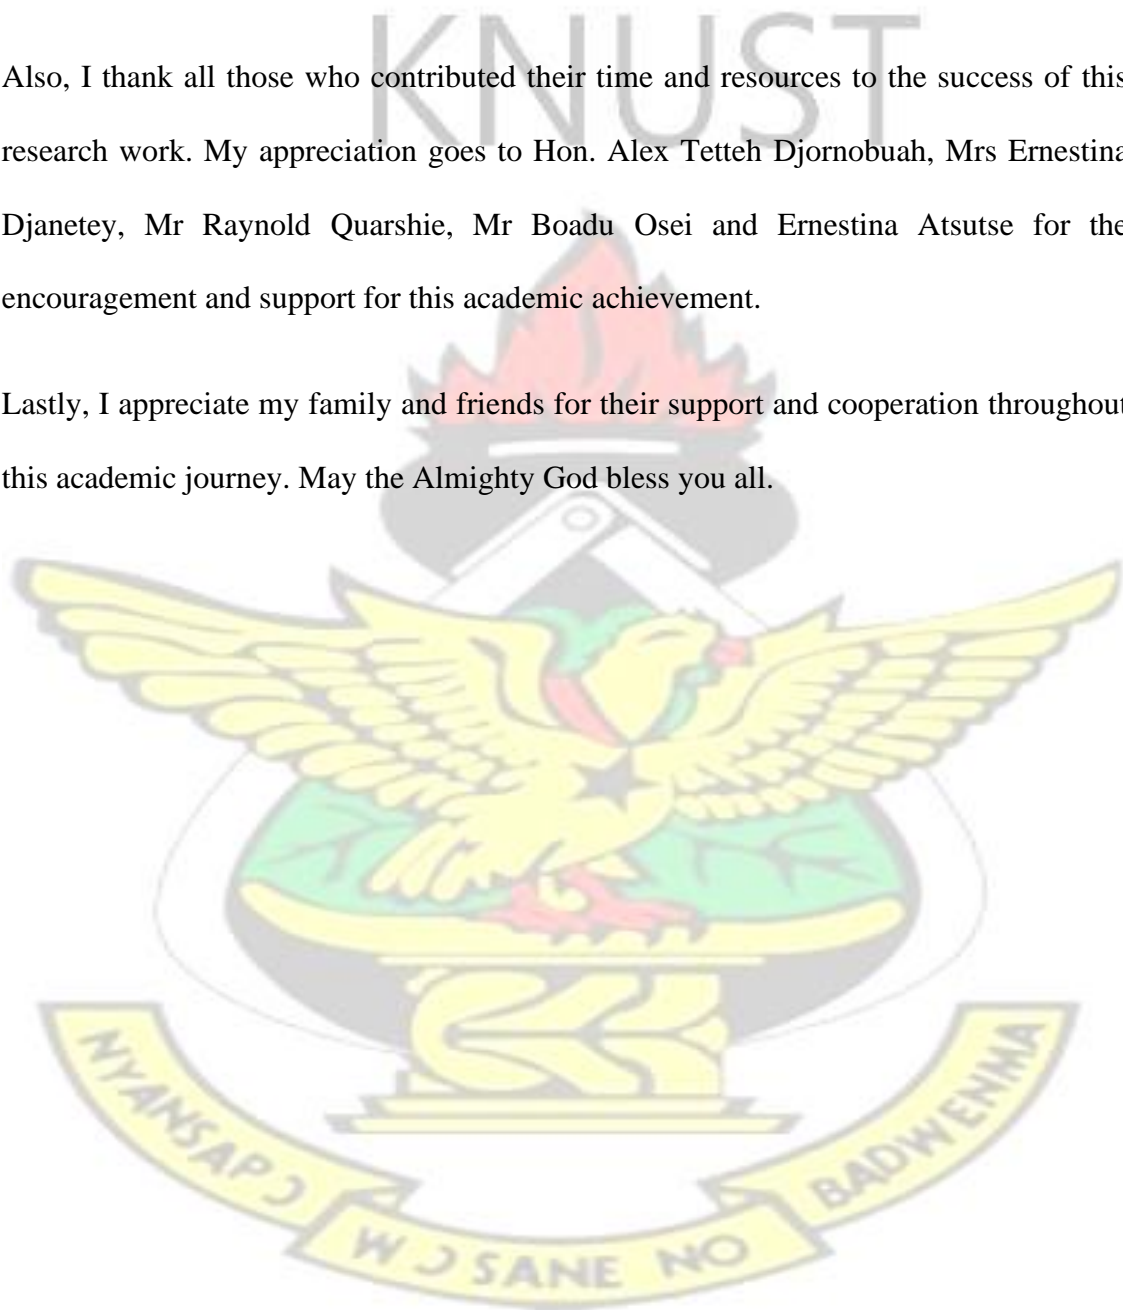 KNUST
Also, I thank all those who contributed their time and resources to the success of this
research work. My appreciation goes to Hon. Alex Tetteh Djornobuah, Mrs Ernestina
Djanetey, Mr Raynold Quarshie, Mr Boadu Osei and Ernestina Atsutse for the
encouragement and support for this academic achievement.
Lastly, I appreciate my family and friends for their support and cooperation throughout
this academic journey. May the Almighty God bless you all.
NYANSAPƆ
WƆSANE NO
BADWENMA